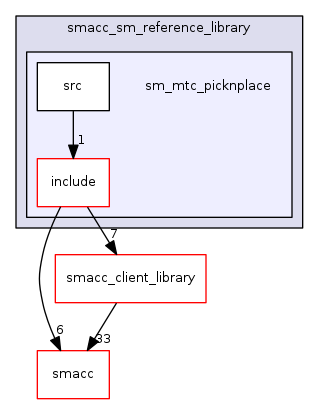 smacc_sm_reference_library
src
sm_mtc_picknplace
1
include
7
smacc_client_library
6
33
smacc